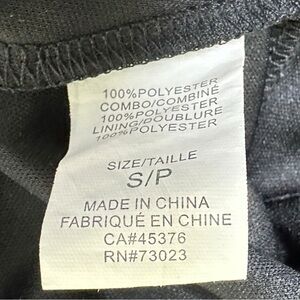 100%POLYESTER
COMBO/COMBINÉ
100%POLYESTER
LINING/POUBLURE
100%POLYESTER
SIZE/TAILLE
S/P
MADE IN CHINA
FABRIQUÉ EN CHINE
CA#45376
RN#73023